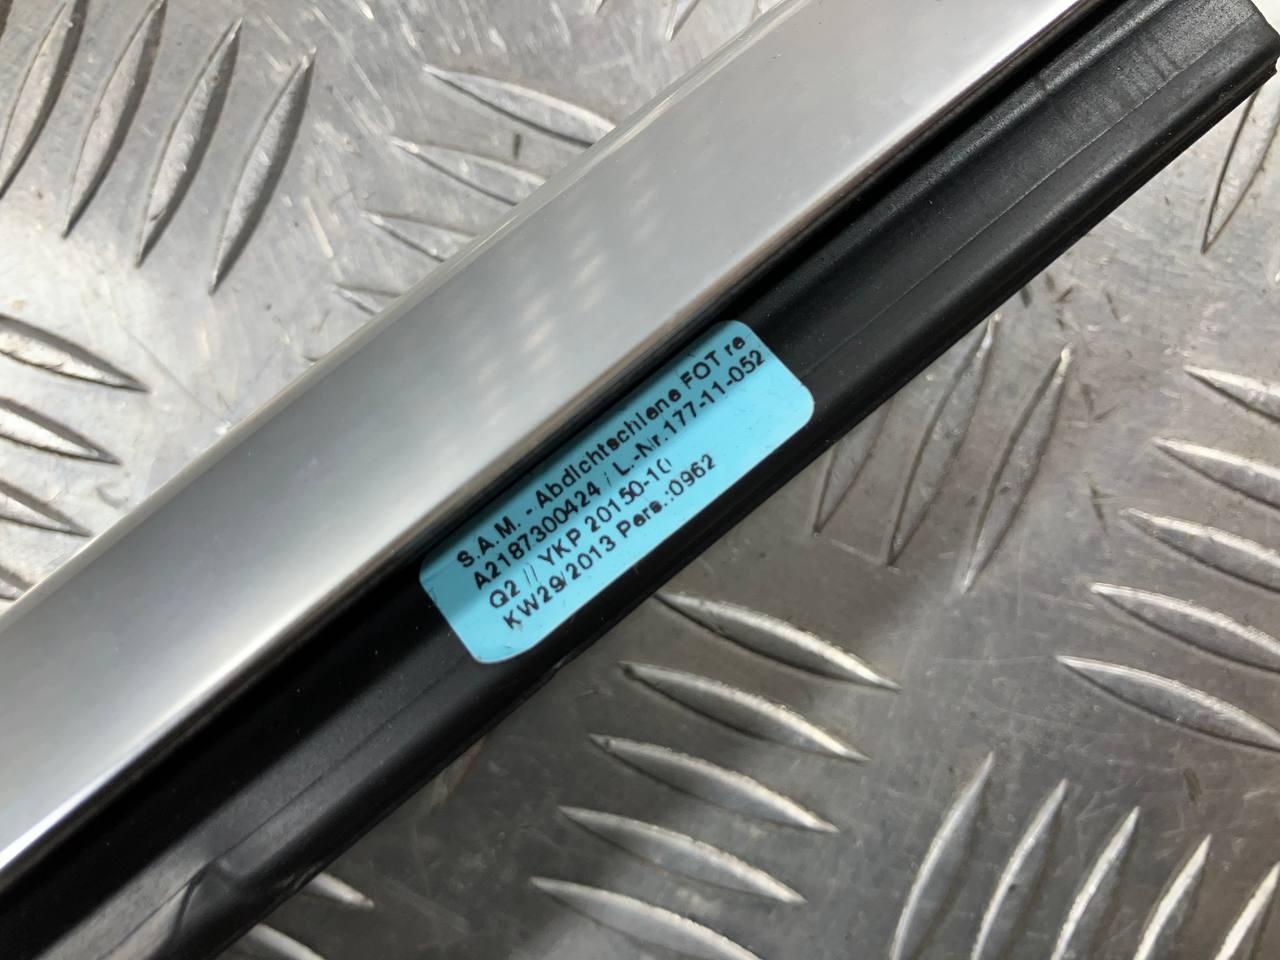 S.A.M. - Abdichtschiene FOT re
A2187300424 / L.-Nr.177-11-052
Q2 // YKP 20150-10
KW29/2013 Pers.:0962